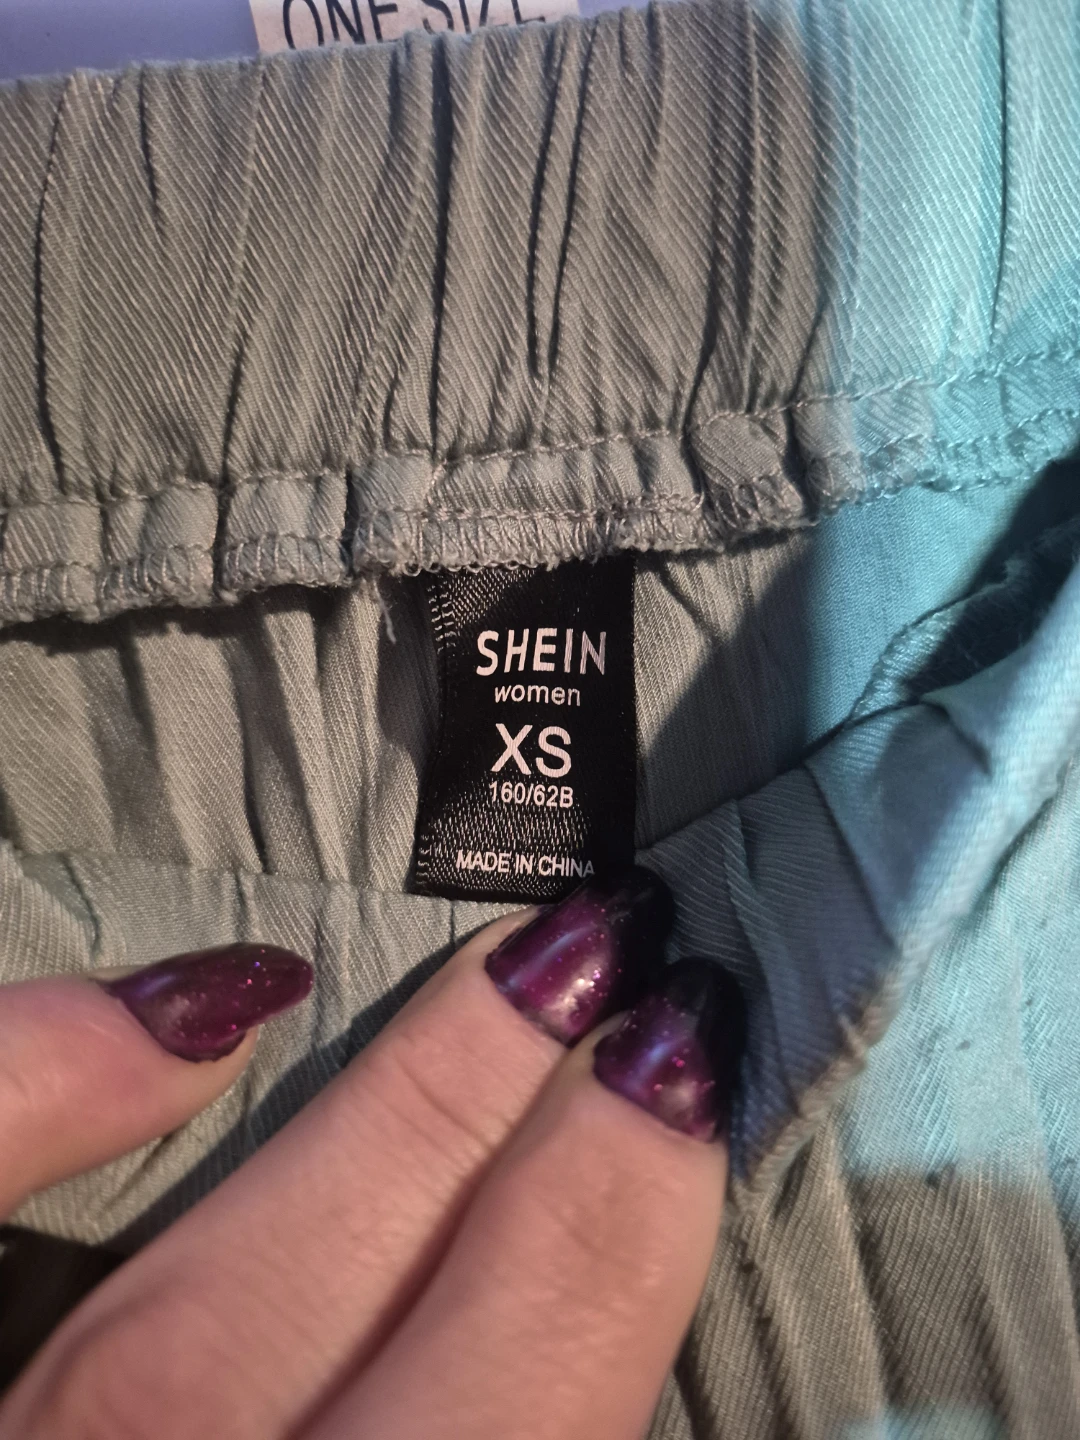 ONE SIZE
SHEIN
women
XS
160/62B
MADE IN CHINA